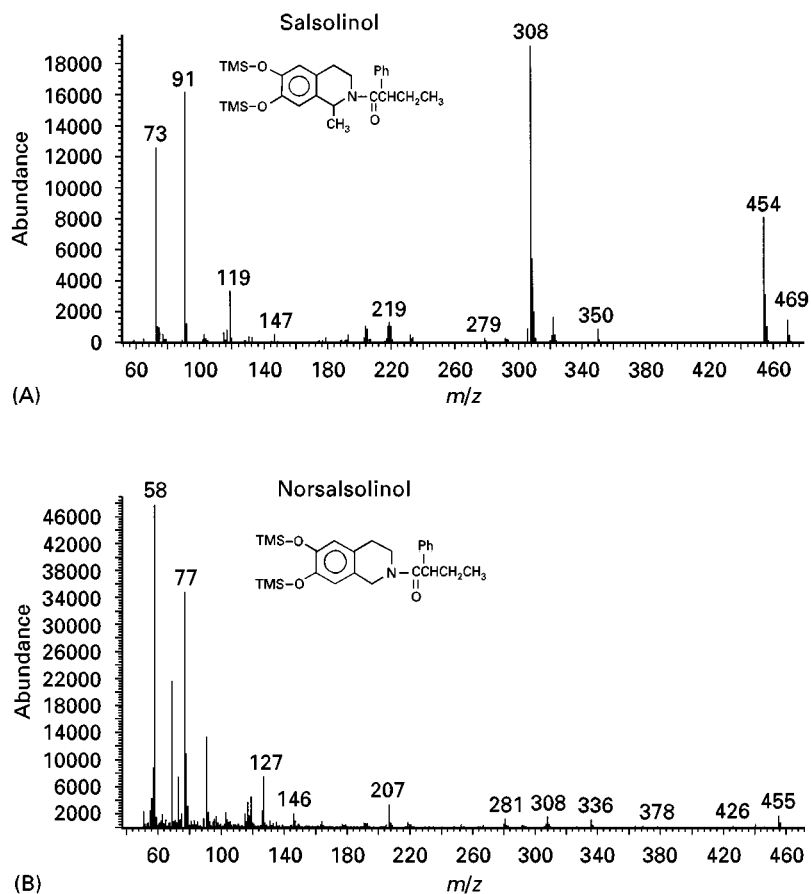 Salsolinol
308
18000
91
TMS–O
Ph
16000
N–C–CHCH₂CH₃
14000
TMS–O
O
73
CH₃
12000
Abundance
10000
454
8000
6000
119
4000
469
147
219
279
350
2000
0
60 100 140 180 220 260 300 340 380 420 460
(A)
m/z
58
Norsalsolinol
46000
42000
TMS–O
Ph
77
38000
TMS–O
N–C–CHCH₂CH₃
34000
O
30000
Abundance
26000
22000
18000
14000
127
10000
207
6000
146
281 308 336 378 426 455
2000
60 100 140 180 220 260 300 340 380 420 460
(B)
m/z